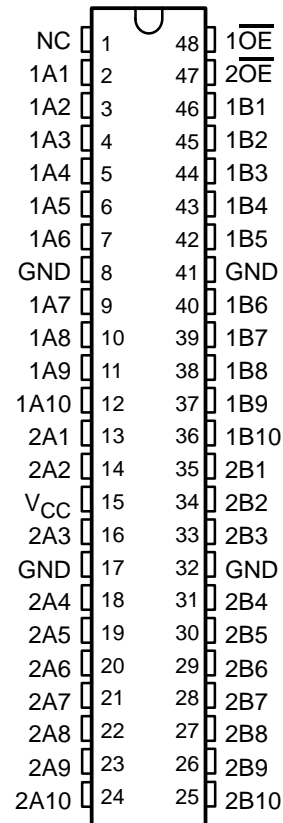 NC 1 48 1O̅E̅
1A1 2 47 2O̅E̅
1A2 3 46 1B1
1A3 4 45 1B2
1A4 5 44 1B3
1A5 6 43 1B4
1A6 7 42 1B5
GND 8 41 GND
1A7 9 40 1B6
1A8 10 39 1B7
1A9 11 38 1B8
1A10 12 37 1B9
2A1 13 36 1B10
2A2 14 35 2B1
VCC 15 34 2B2
2A3 16 33 2B3
GND 17 32 GND
2A4 18 31 2B4
2A5 19 30 2B5
2A6 20 29 2B6
2A7 21 28 2B7
2A8 22 27 2B8
2A9 23 26 2B9
2A10 24 25 2B10